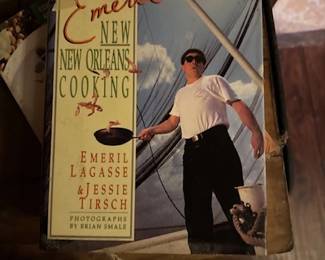 Emeril
NEW
NEW ORLEANS
COOKING
EMERIL
LAGASSE
& JESSIE
TIRSCH
PHOTOGRAPHS
BY BRIAN SMALE